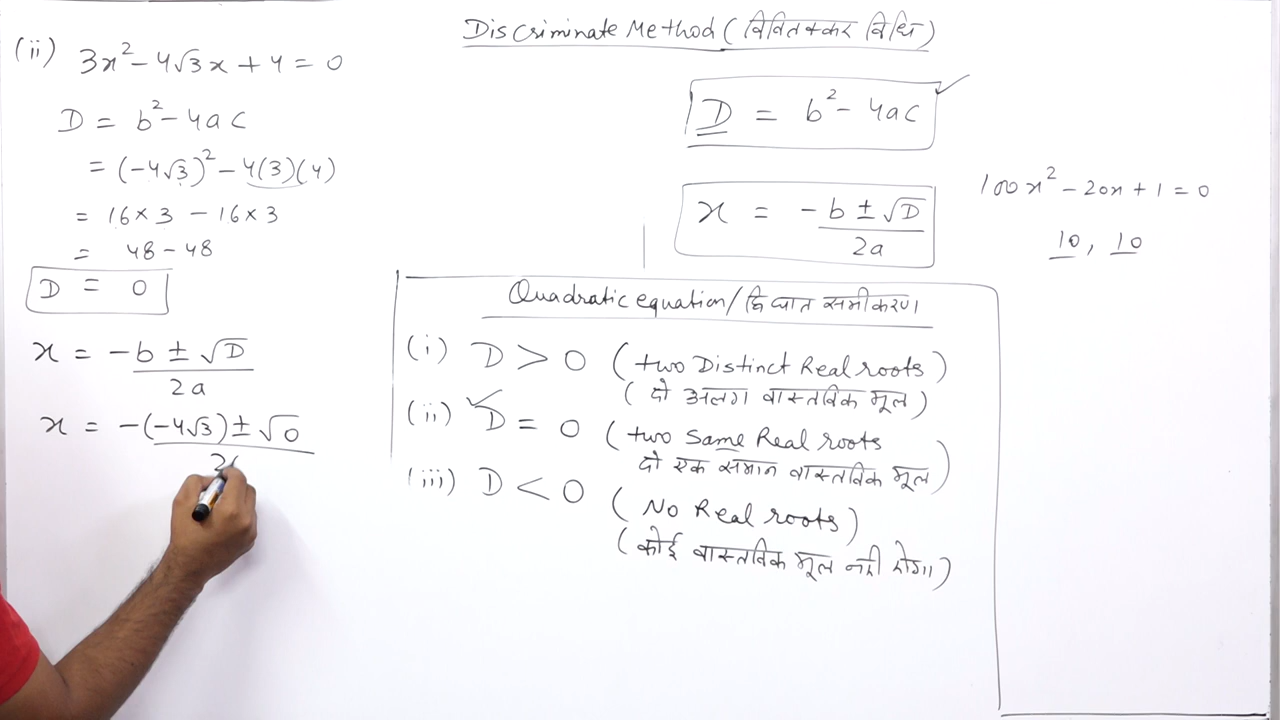 Discriminate Method (विवितक्कर विधि)
(ii) 3x² - 4√3x + 4 = 0
D = b² - 4ac
= (-4√3)² - 4(3)(4)
= 16×3 - 16×3
= 48 - 48
D = 0
x = -b ± √D / 2a
x = -(-4√3) ± √0 / 2(
D = b² - 4ac ✓
x = -b ± √D / 2a
100x² - 20x + 1 = 0
10, 10
Quadratic equation/द्विघात समीकरण
(i) D > 0 (two Distinct Real roots)
(दो अलग वास्तविक मूल)
(ii) ✓D = 0 (two Same Real roots
दो एक समान वास्तविक मूल)
(iii) D < 0 (No Real roots)
(कोई वास्तविक मूल नही होगा)